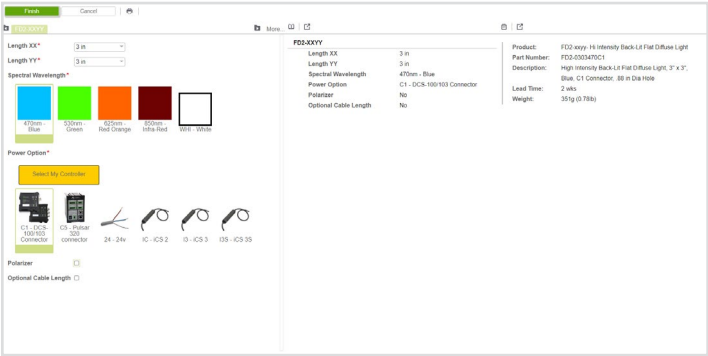 Finish
Cancel
FD2-XXYY
More...
Length XX*
3 in
Length YY*
3 in
Spectral Wavelength*
470nm - Blue
530nm - Green
625nm - Red Orange
850nm - Infra-Red
WHI - White
Power Option*
Select My Controller
C1 - DCS-100/103 Connector
C5 - Pulsar 320 connector
24 - 24v
IC - iCS 2
I3 - iCS 3
I3S - iCS 3S
Polarizer
Optional Cable Length
FD2-XXYY
Length XX 3 in
Length YY 3 in
Spectral Wavelength 470nm - Blue
Power Option C1 - DCS-100/103 Connector
Polarizer No
Optional Cable Length No
Product: FD2-xxyy- Hi Intensity Back-Lit Flat Diffuse Light
Part Number: FD2-0303470C1
Description: High Intensity Back-Lit Flat Diffuse Light, 3" x 3",
Blue, C1 Connector, .88 in Dia Hole
Lead Time: 2 wks
Weight: 351g (0.76lb)